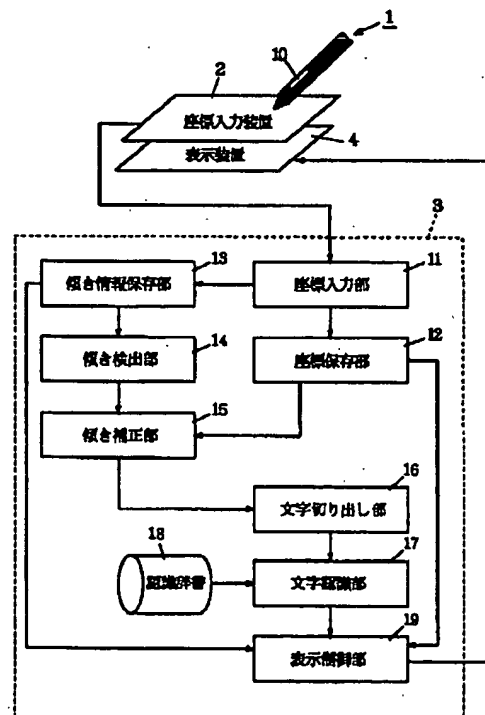 1
10
2
座標入力装置
4
表示装置
3
13
傾き情報保存部
11
座標入力部
14
傾き検出部
12
座標保存部
15
傾き補正部
16
文字切り出し部
18
認識辞書
17
文字認識部
19
表示制御部